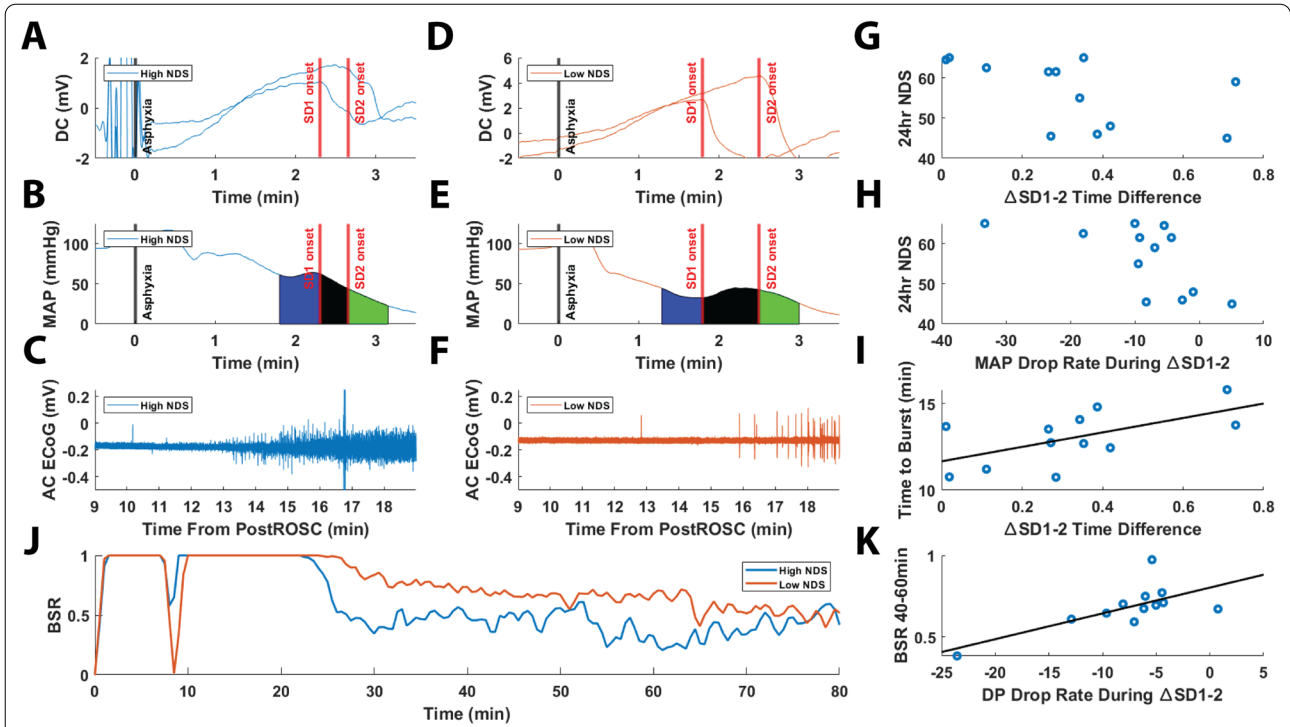 A
DC (mV)
2
0
-2
High NDS
Asphyxia
SD1 onset
SD2 onset
0 1 2 3
Time (min)
B
MAP (mmHg)
100
50
0
High NDS
Asphyxia
SD1 onset
SD2 onset
0 1 2 3
Time (min)
C
AC ECoG (mV)
0.2
0
-0.2
-0.4
High NDS
9 10 11 12 13 14 15 16 17 18
Time From PostROSC (min)
D
DC (mV)
6
4
2
0
-2
Low NDS
Asphyxia
SD1 onset
SD2 onset
0 1 2 3
Time (min)
E
MAP (mmHg)
100
50
0
Low NDS
Asphyxia
SD1 onset
SD2 onset
0 1 2 3
Time (min)
F
AC ECoG (mV)
0.2
0
-0.2
-0.4
Low NDS
9 10 11 12 13 14 15 16 17 18
Time From PostROSC (min)
G
24hr NDS
60
50
40
0 0.2 0.4 0.6 0.8
ΔSD1-2 Time Difference
H
24hr NDS
60
50
40
-40 -30 -20 -10 0 10
MAP Drop Rate During ΔSD1-2
I
Time to Burst (min)
15
10
0 0.2 0.4 0.6 0.8
ΔSD1-2 Time Difference
J
BSR
1
0.5
0
High NDS
Low NDS
0 10 20 30 40 50 60 70 80
Time (min)
K
BSR 40-60min
1
0.5
-25 -20 -15 -10 -5 0 5
DP Drop Rate During ΔSD1-2